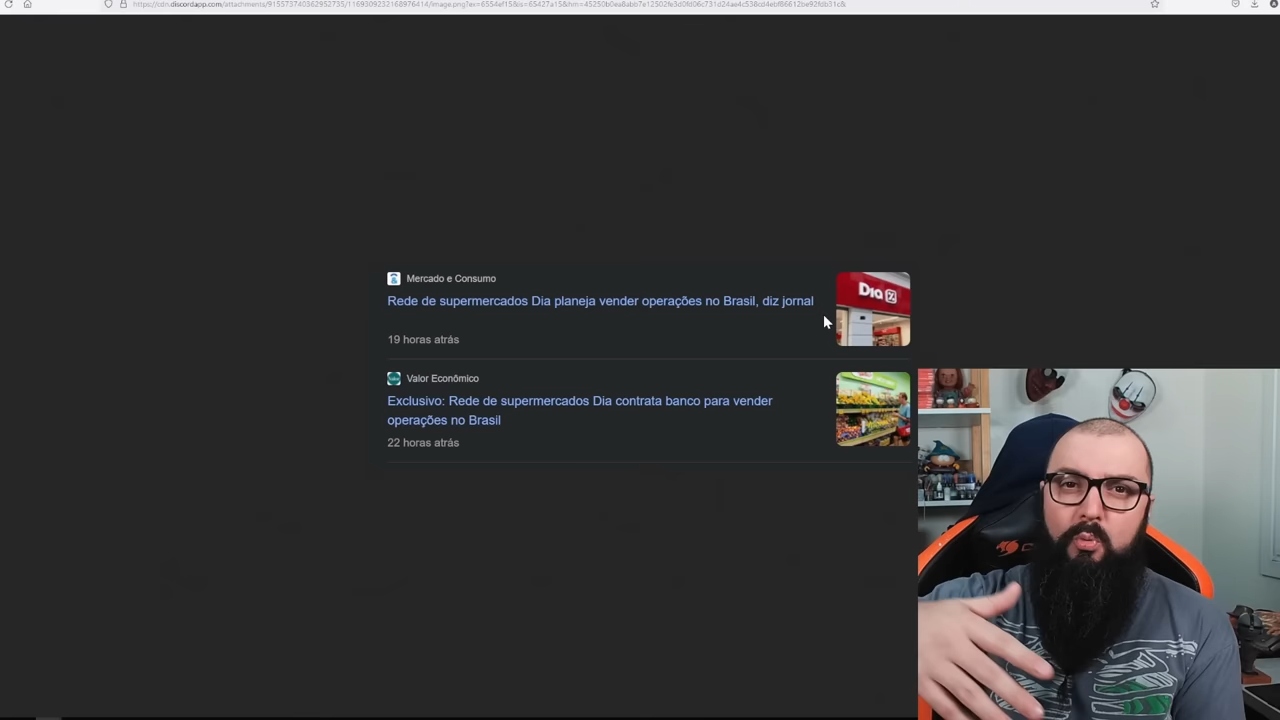 Mercado e Consumo
Rede de supermercados Dia planeja vender operações no Brasil, diz jornal
19 horas atrás
Dia
Valor Econômico
Exclusivo: Rede de supermercados Dia contrata banco para vender
operações no Brasil
22 horas atrás